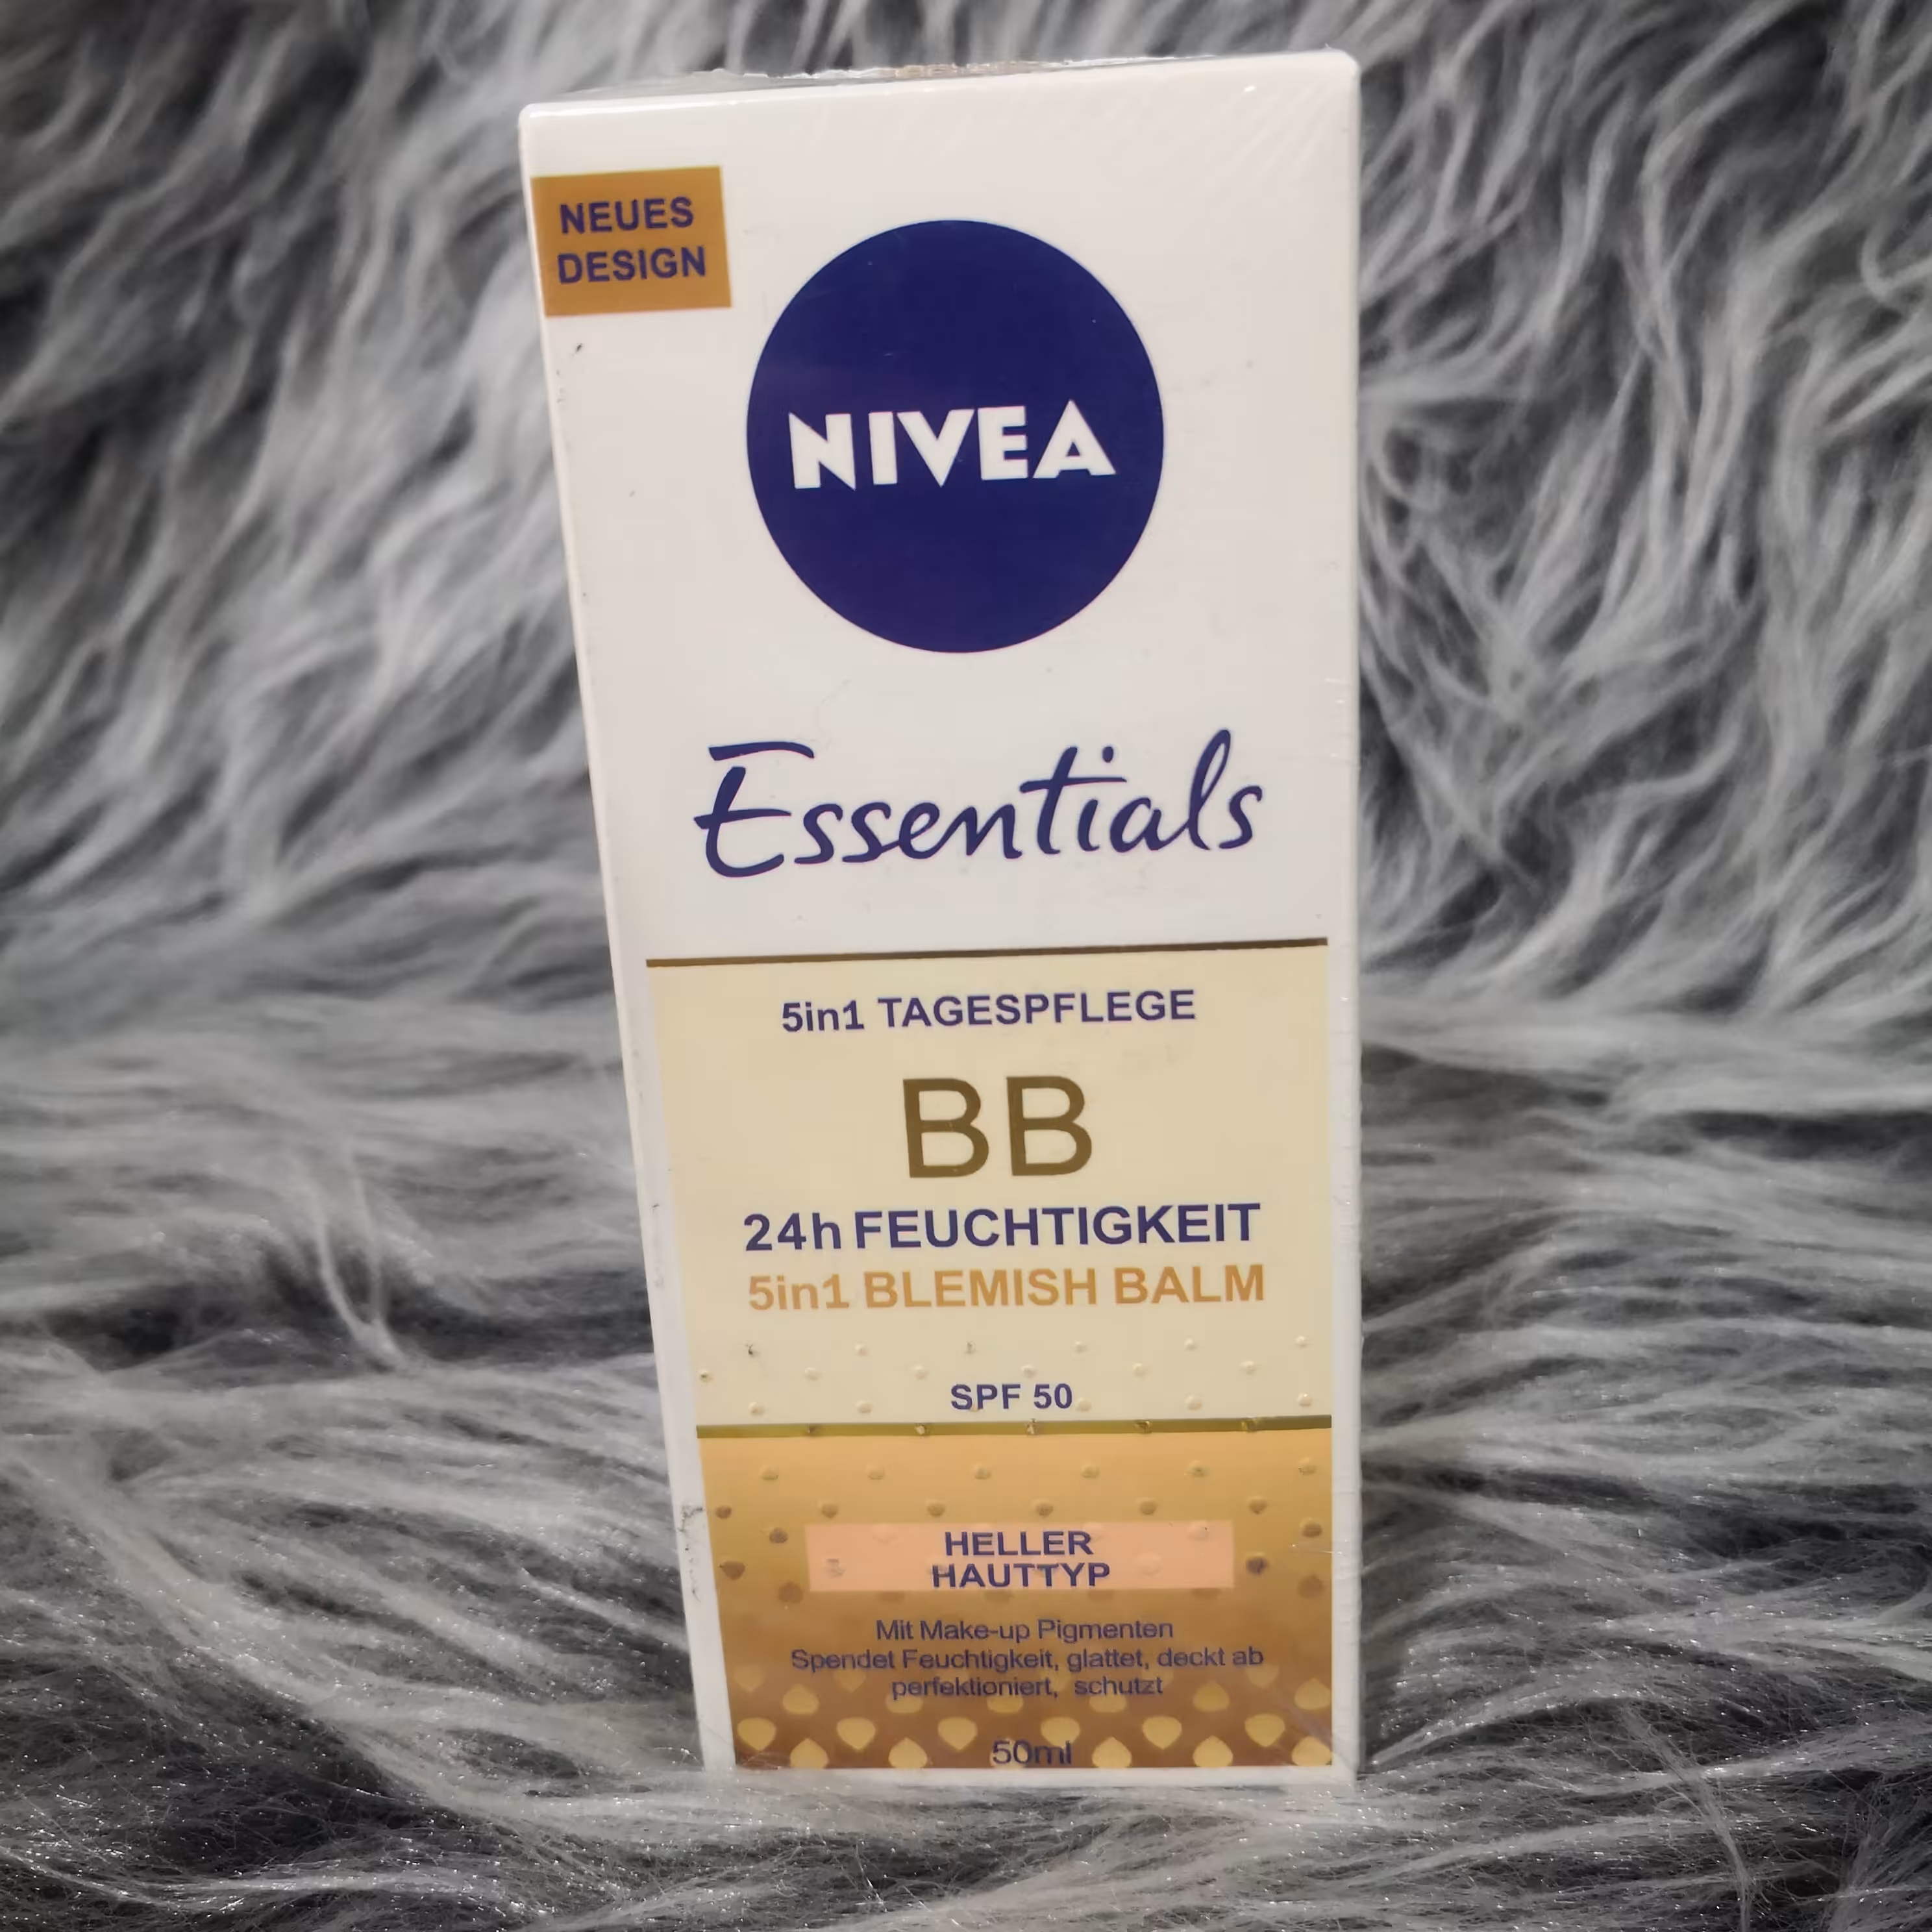 NEUES
DESIGN
NIVEA
Essentials
5in1 TAGESPFLEGE
BB
24h FEUCHTIGKEIT
5in1 BLEMISH BALM
SPF 50
HELLER
HAUTTYP
Mit Make-up Pigmenten
Spendet Feuchtigkeit, glattet, deckt ab
perfektioniert, schutzt
50ml